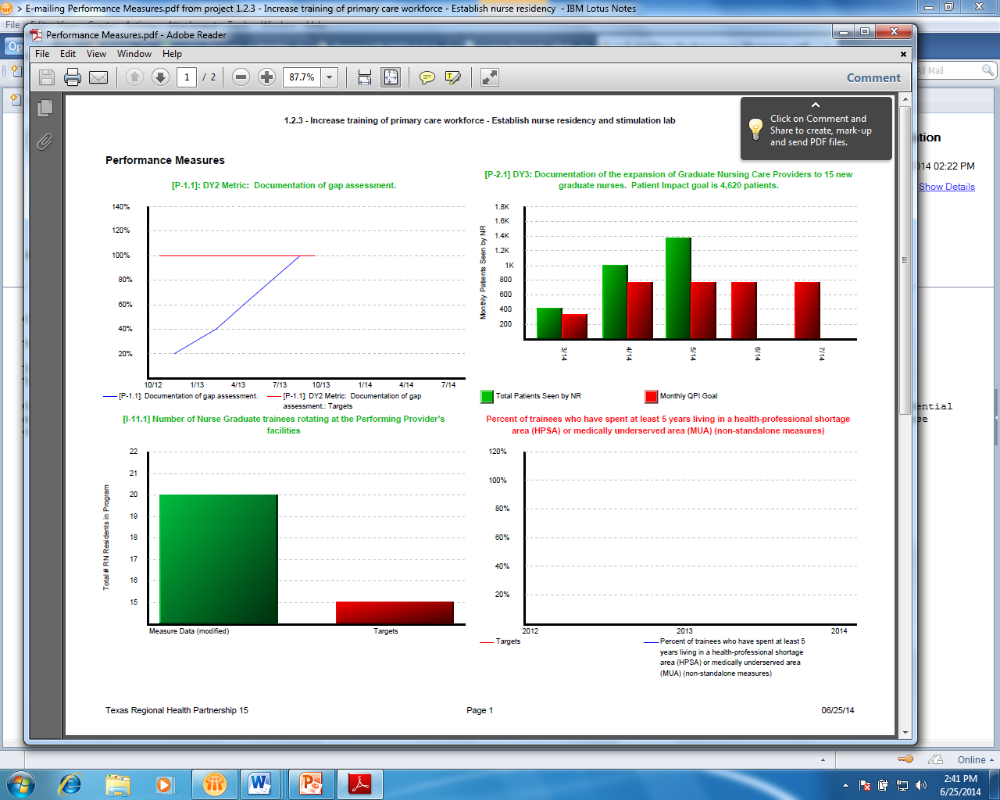 > E-mailing Performance Measures.pdf from project 1.2.3 - Increase training of primary care workforce - Establish nurse residency - IBM Lotus Notes
File
Performance Measures.pdf - Adobe Reader
Op
File Edit View Window Help
1 / 2 87.7% Comment
All Mail
Click on Comment and
Share to create, mark-up
and send PDF files.
tion
014 02:22 PM
Show Details
ential
se
1.2.3 - Increase training of primary care workforce - Establish nurse residency and stimulation lab
Performance Measures
[P-1.1]: DY2 Metric: Documentation of gap assessment.
140%
120%
100%
80%
60%
40%
20%
10/12 1/13 4/13 7/13 10/13 1/14 4/14 7/14
[P-1.1]: Documentation of gap assessment. [P-1.1]: DY2 Metric: Documentation of gap
assessment.: Targets
[P-2.1] DY3: Documentation of the expansion of Graduate Nursing Care Providers to 15 new
graduate nurses. Patient Impact goal is 4,620 patients.
Monthly Patients Seen by NR
1.8K
1.6K
1.4K
1.2K
1K
800
600
400
200
3/14 4/14 5/14 6/14 7/14
Total Patients Seen by NR Monthly QPI Goal
[I-11.1] Number of Nurse Graduate trainees rotating at the Performing Provider's
facilities
Total # RN Residents in Program
22
21
20
19
18
17
16
15
Measure Data (modified) Targets
Percent of trainees who have spent at least 5 years living in a health-professional shortage
area (HPSA) or medically underserved area (MUA) (non-standalone measures)
120%
100%
80%
60%
40%
20%
2012 2013 2014
Targets Percent of trainees who have spent at least 5
years living in a health-professional shortage
area (HPSA) or medically underserved area
(MUA) (non-standalone measures)
Texas Regional Health Partnership 15 Page 1 06/25/14
Online
2:41 PM
6/25/2014